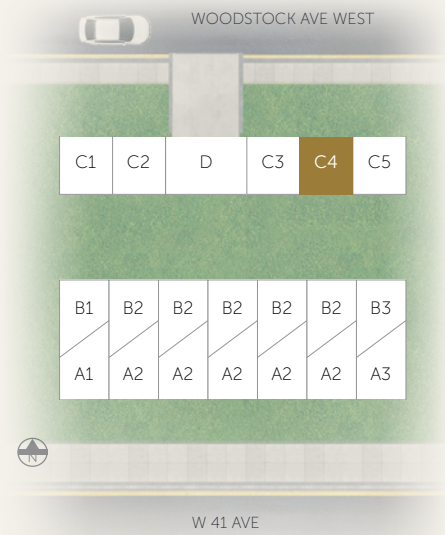 WOODSTOCK AVE WEST
C1 C2 D C3 C4 C5
B1 B2 B2 B2 B2 B2 B3
A1 A2 A2 A2 A2 A2 A3
N
W 41 AVE